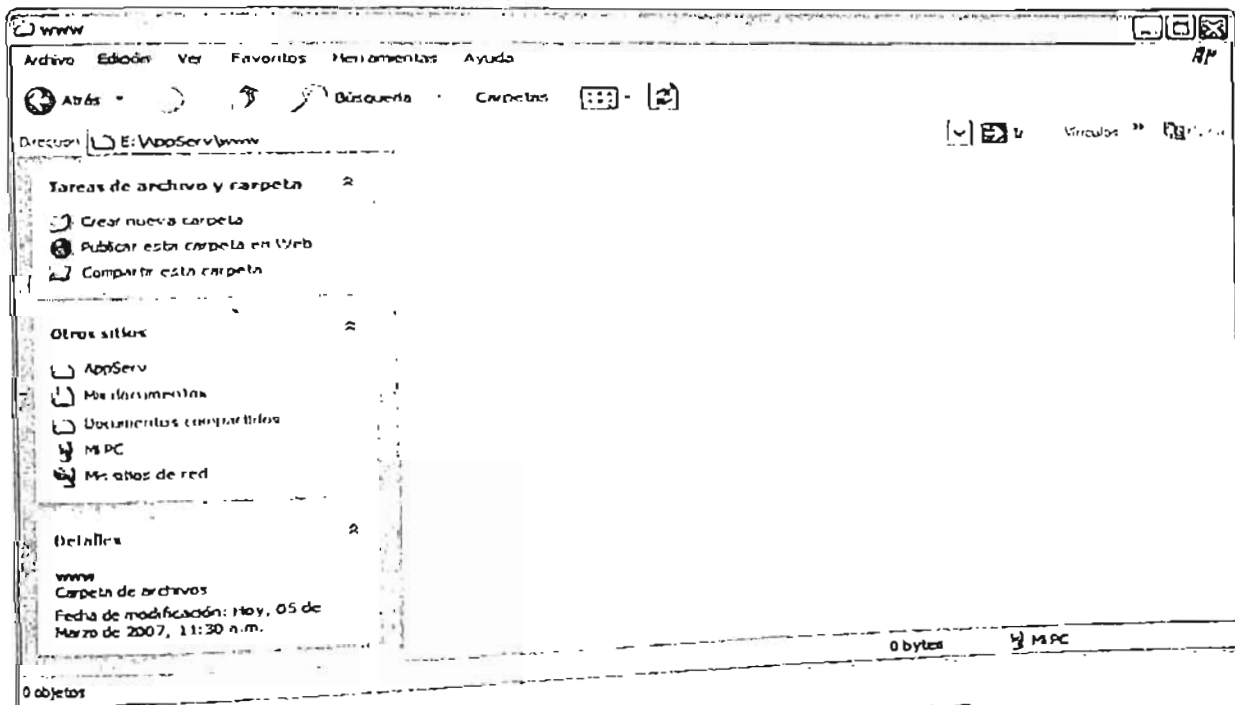 www
Archivo Edición Ver Favoritos Herramientas Ayuda
Atrás Búsqueda Carpetas
Dirección E:\AppServ\www Ir Vínculos »
Tareas de archivo y carpeta
Crear nueva carpeta
Publicar esta carpeta en Web
Compartir esta carpeta
Otros sitios
AppServ
Mis documentos
Documentos compartidos
Mi PC
Mis sitios de red
Detalles
www
Carpeta de archivos
Fecha de modificación: Hoy, 05 de
Marzo de 2007, 11:30 a.m.
0 objetos 0 bytes Mi PC